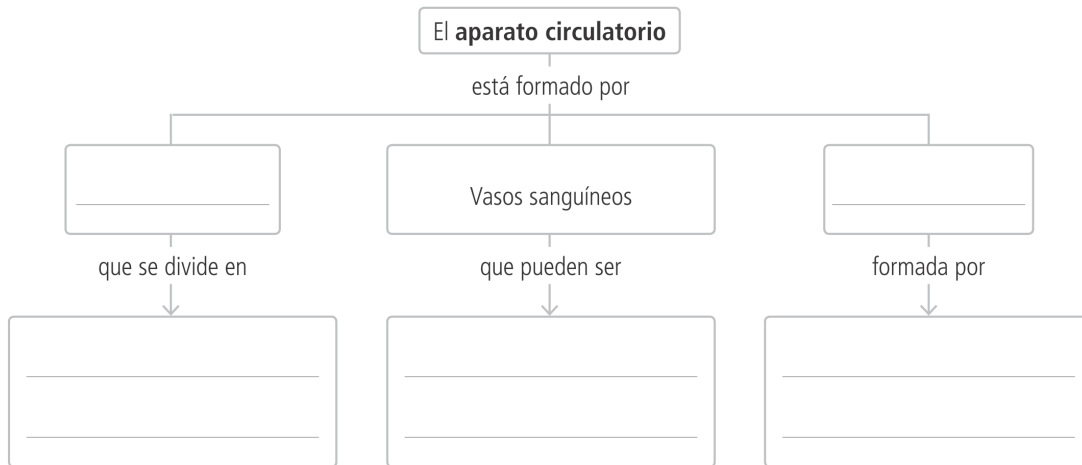 El aparato circulatorio
está formado por
Vasos sanguíneos
que se divide en
que pueden ser
formada por